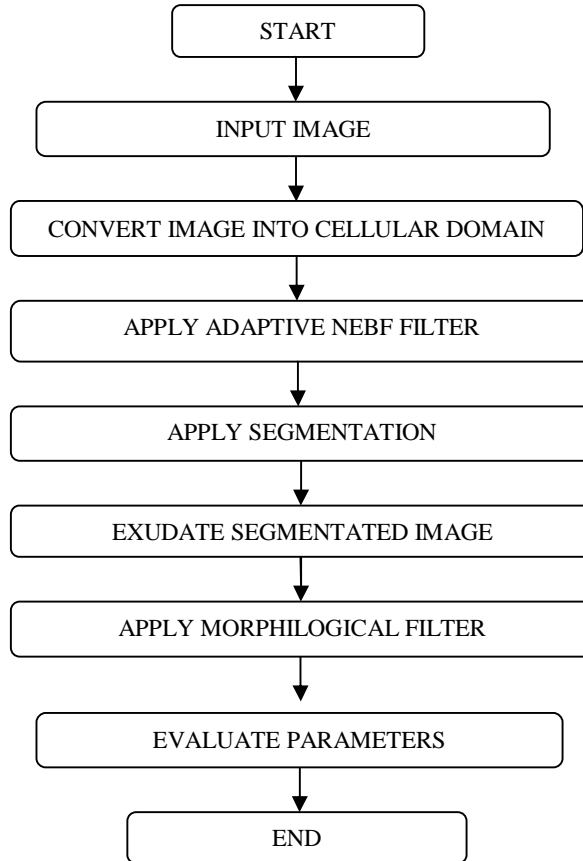 START
INPUT IMAGE
CONVERT IMAGE INTO CELLULAR DOMAIN
APPLY ADAPTIVE NEBF FILTER
APPLY SEGMENTATION
EXUDATE SEGMENTATED IMAGE
APPLY MORPHILOGICAL FILTER
EVALUATE PARAMETERS
END